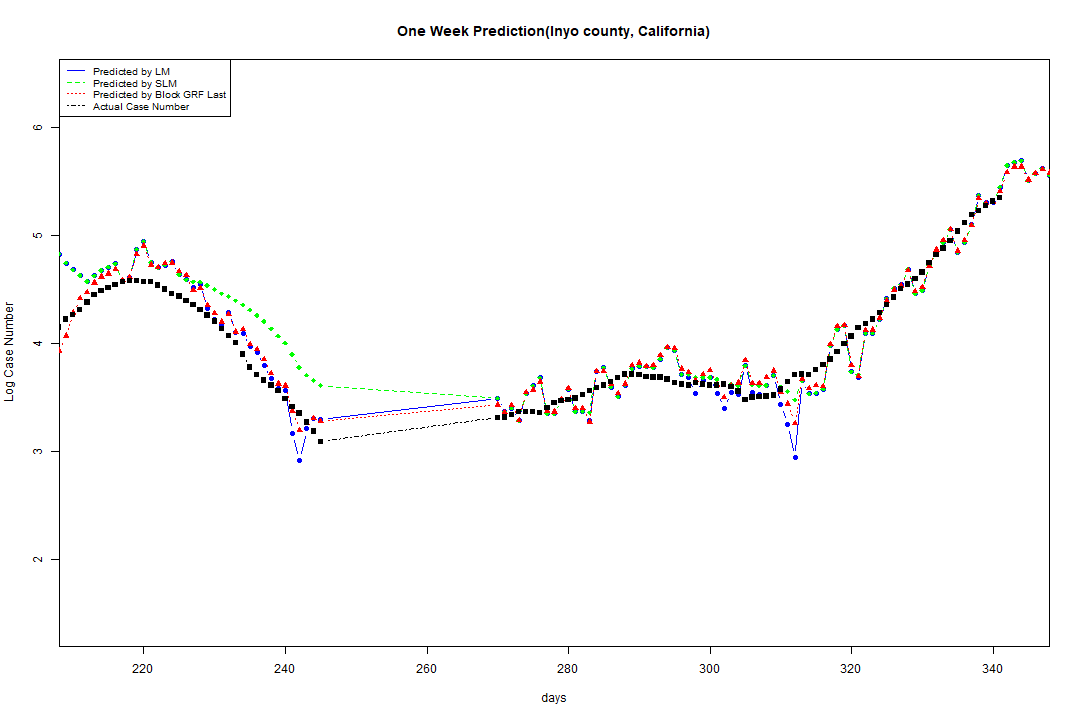 One Week Prediction(Inyo county, California)
Predicted by LM
Predicted by SLM
Predicted by Block GRF Last
Actual Case Number
6
5
4
3
2
Log Case Number
220 240 260 280 300 320 340
days